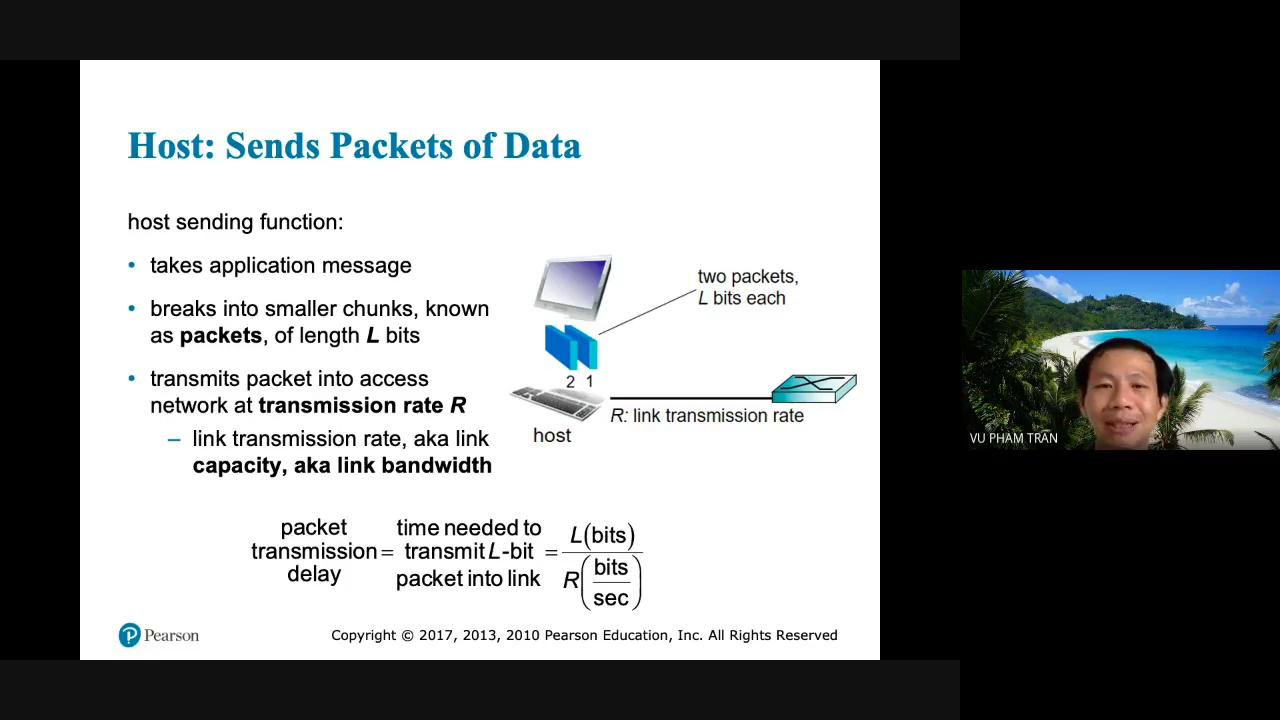 Host: Sends Packets of Data
host sending function:
• takes application message
• breaks into smaller chunks, known
as packets, of length L bits
• transmits packet into access
network at transmission rate R
– link transmission rate, aka link
capacity, aka link bandwidth
two packets,
L bits each
2 1
R: link transmission rate
host
packet
transmission
delay
=
time needed to
transmit L-bit
packet into link
=
L(bits)
R(bits
sec)
Pearson
Copyright © 2017, 2013, 2010 Pearson Education, Inc. All Rights Reserved
VU PHAM TRAN